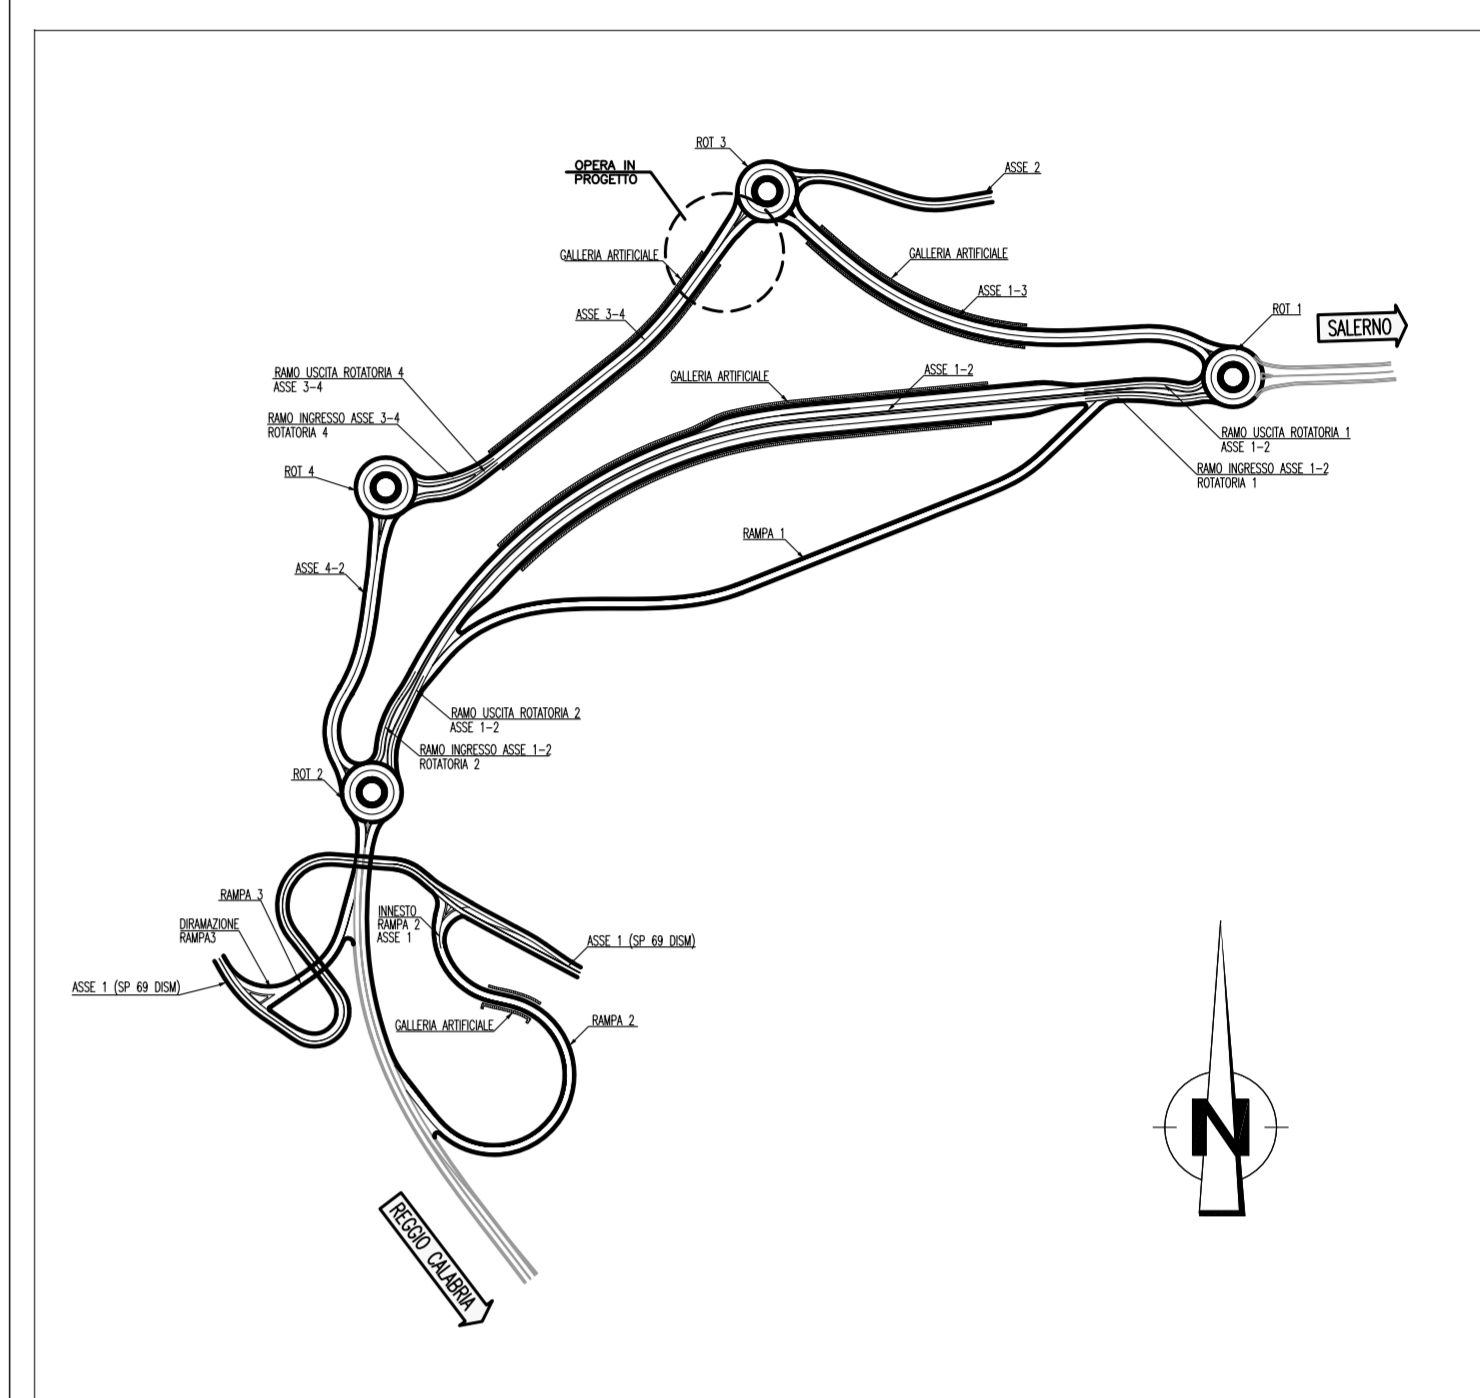 ROT 3
OPERA IN
PROGETTO
ASSE 2
GALLERIA ARTIFICIALE
GALLERIA ARTIFICIALE
ASSE 1-3
ASSE 3-4
ROT 1
SALERNO
RAMO USCITA ROTATORIA 4
ASSE 3-4
GALLERIA ARTIFICIALE
ASSE 1-2
RAMO INGRESSO ASSE 3-4
ROTATORIA 4
RAMO USCITA ROTATORIA 1
ASSE 1-2
ROT 4
RAMO INGRESSO ASSE 1-2
ROTATORIA 1
RAMPA 1
ASSE 4-2
RAMO USCITA ROTATORIA 2
ASSE 1-2
RAMO INGRESSO ASSE 1-2
ROTATORIA 2
ROT 2
RAMPA 3
DIRAMAZIONE
RAMPA3
INNESTO
RAMPA 2
ASSE 1
ASSE 1 (SP 69 DISM)
ASSE 1 (SP 69 DISM)
GALLERIA ARTIFICIALE
RAMPA 2
N
REGGIO CALABRIA